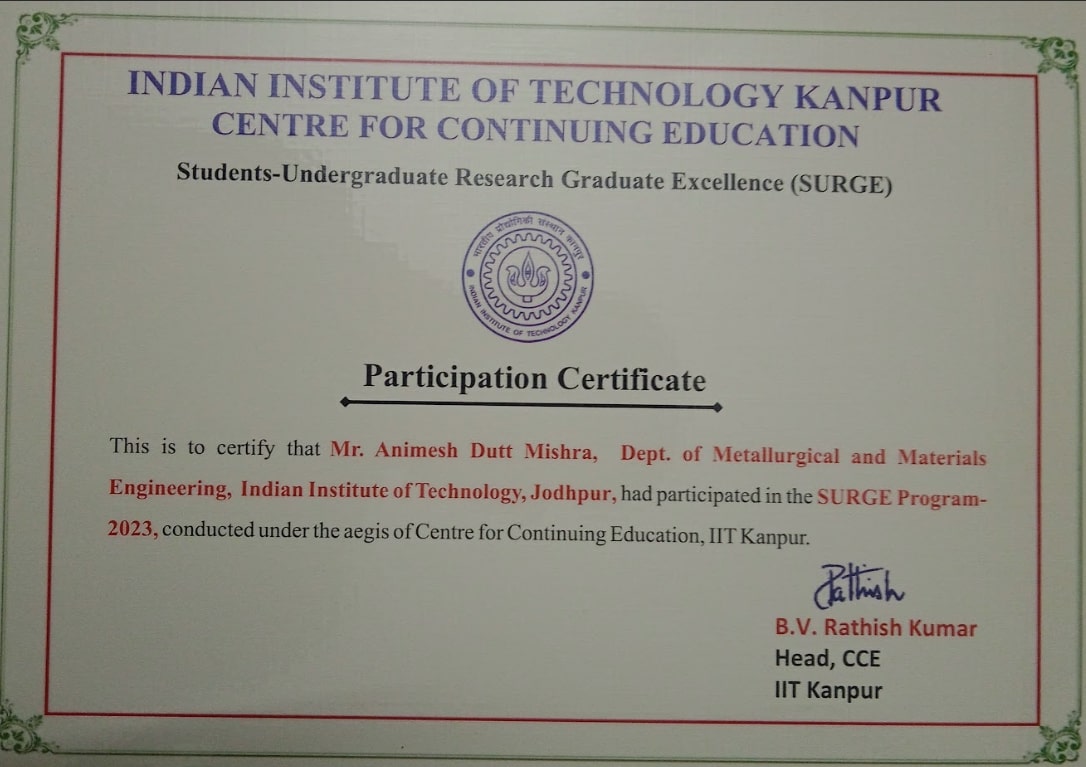 INDIAN INSTITUTE OF TECHNOLOGY KANPUR
CENTRE FOR CONTINUING EDUCATION
Students-Undergraduate Research Graduate Excellence (SURGE)
भारतीय प्रौद्योगिकी संस्थान कानपुर
INDIAN INSTITUTE OF TECHNOLOGY KANPUR
Participation Certificate
This is to certify that Mr. Animesh Dutt Mishra, Dept. of Metallurgical and Materials
Engineering, Indian Institute of Technology, Jodhpur, had participated in the SURGE Program-
2023, conducted under the aegis of Centre for Continuing Education, IIT Kanpur.
Rathish
B.V. Rathish Kumar
Head, CCE
IIT Kanpur